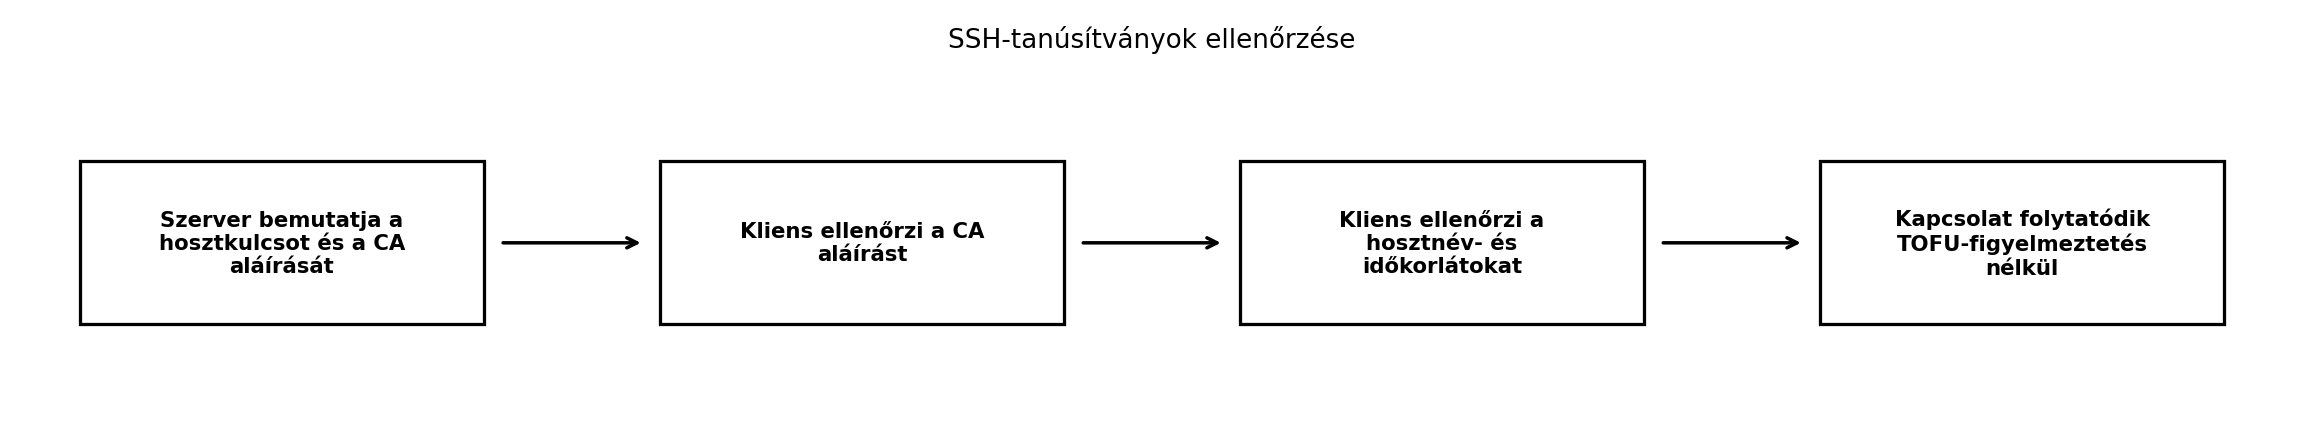 SSH-tanúsítványok ellenőrzése
Szerver bemutatja a
hosztkulcsot és a CA
aláírását
Kliens ellenőrzi a CA
aláírást
Kliens ellenőrzi a
hosztnév- és
időkorlátokat
Kapcsolat folytatódik
TOFU-figyelmeztetés
nélkül